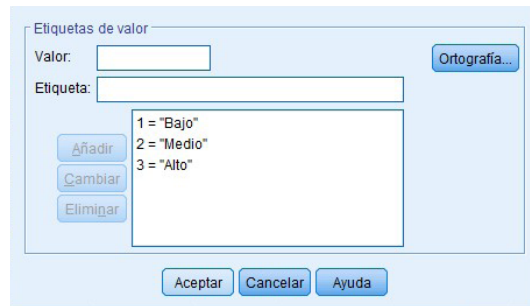 Etiquetas de valor
Valor:
Ortografía...
Etiqueta:
1 = "Bajo"
2 = "Medio"
3 = "Alto"
Añadir
Cambiar
Eliminar
Aceptar Cancelar Ayuda